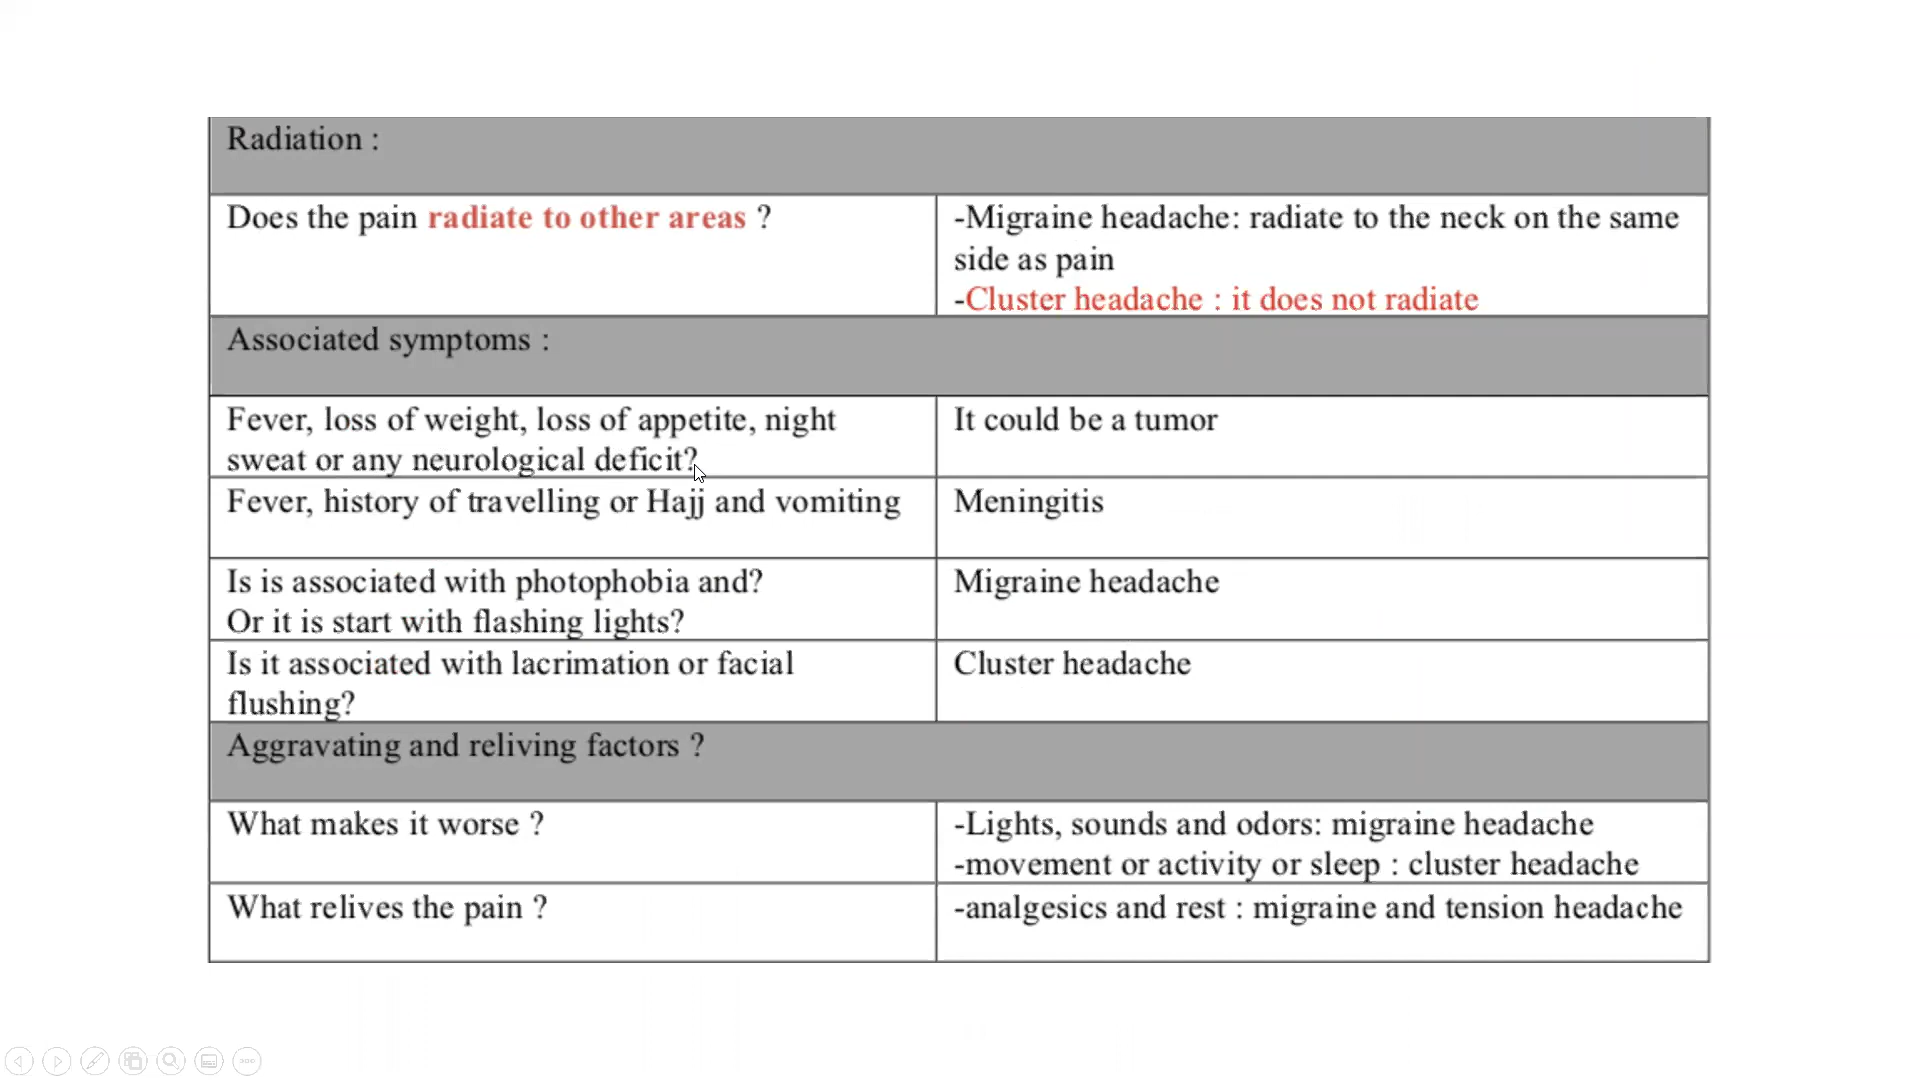 Radiation :
Does the pain radiate to other areas ?
-Migraine headache: radiate to the neck on the same
side as pain
-Cluster headache : it does not radiate
Associated symptoms :
Fever, loss of weight, loss of appetite, night
sweat or any neurological deficit?
It could be a tumor
Fever, history of travelling or Hajj and vomiting
Meningitis
Is is associated with photophobia and?
Or it is start with flashing lights?
Migraine headache
Is it associated with lacrimation or facial
flushing?
Cluster headache
Aggravating and reliving factors ?
What makes it worse ?
-Lights, sounds and odors: migraine headache
-movement or activity or sleep : cluster headache
What relives the pain ?
-analgesics and rest : migraine and tension headache